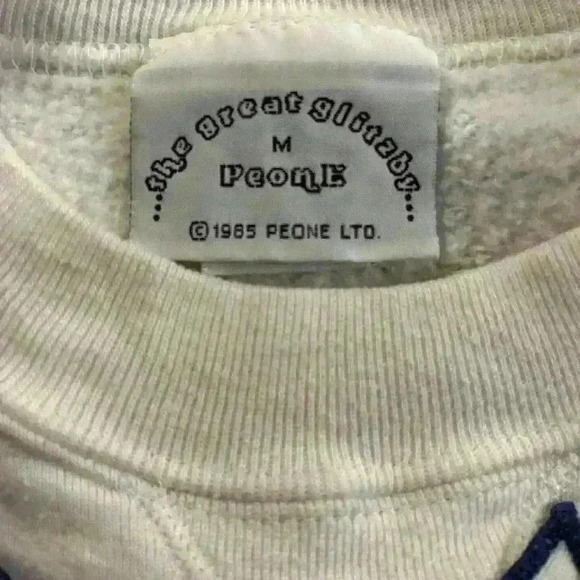 ...the great glitzby...
M
PeonE
©1985 PEONE LTD.